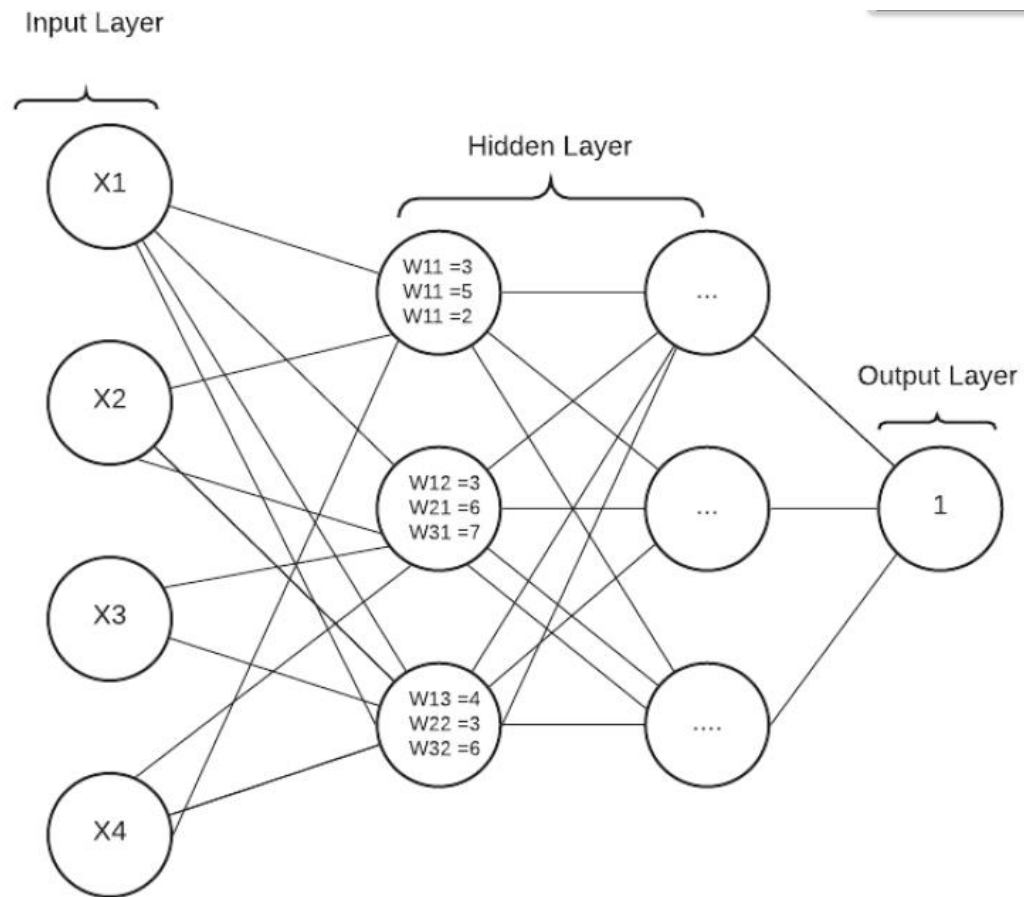 Input Layer
X1
X2
X3
X4
Hidden Layer
W11 =3
W11 =5
W11 =2
W12 =3
W21 =6
W31 =7
W13 =4
W22 =3
W32 =6
...
...
....
Output Layer
1